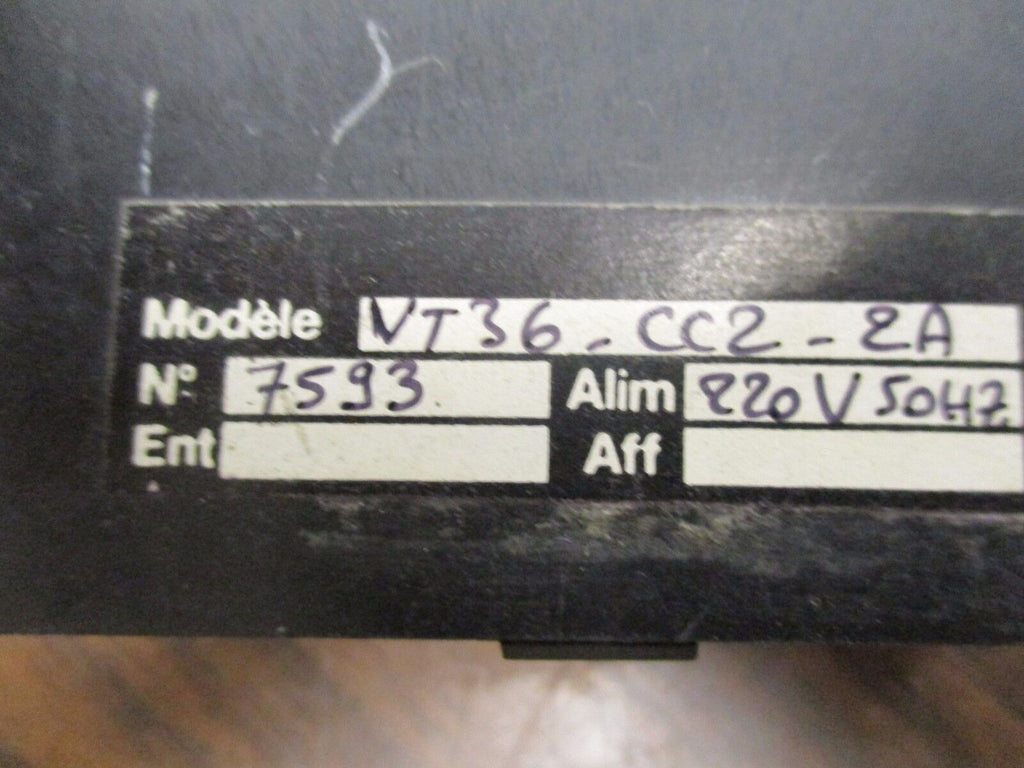 Modèle VT36 - CC2 - 2A
N° 7593 Alim 220V 50HZ
Ent Aff